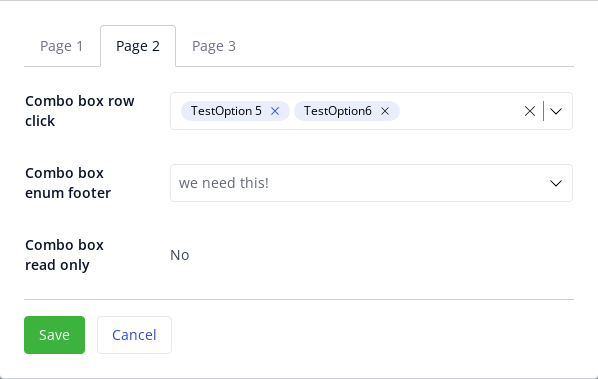 Page 1 Page 2 Page 3
Combo box row
click
TestOption 5 TestOption6
Combo box
enum footer
we need this!
Combo box
read only
No
Save Cancel